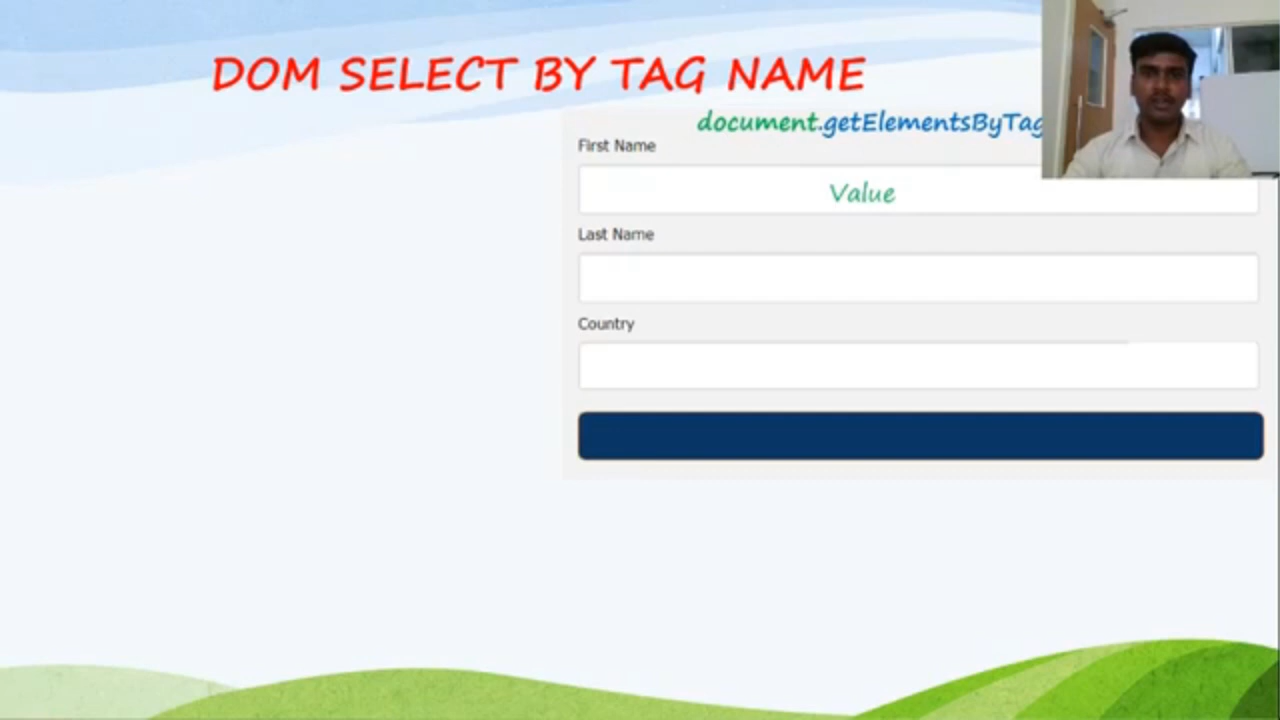 DOM SELECT BY TAG NAME
document.getElementsByTag
First Name
Value
Last Name
Country